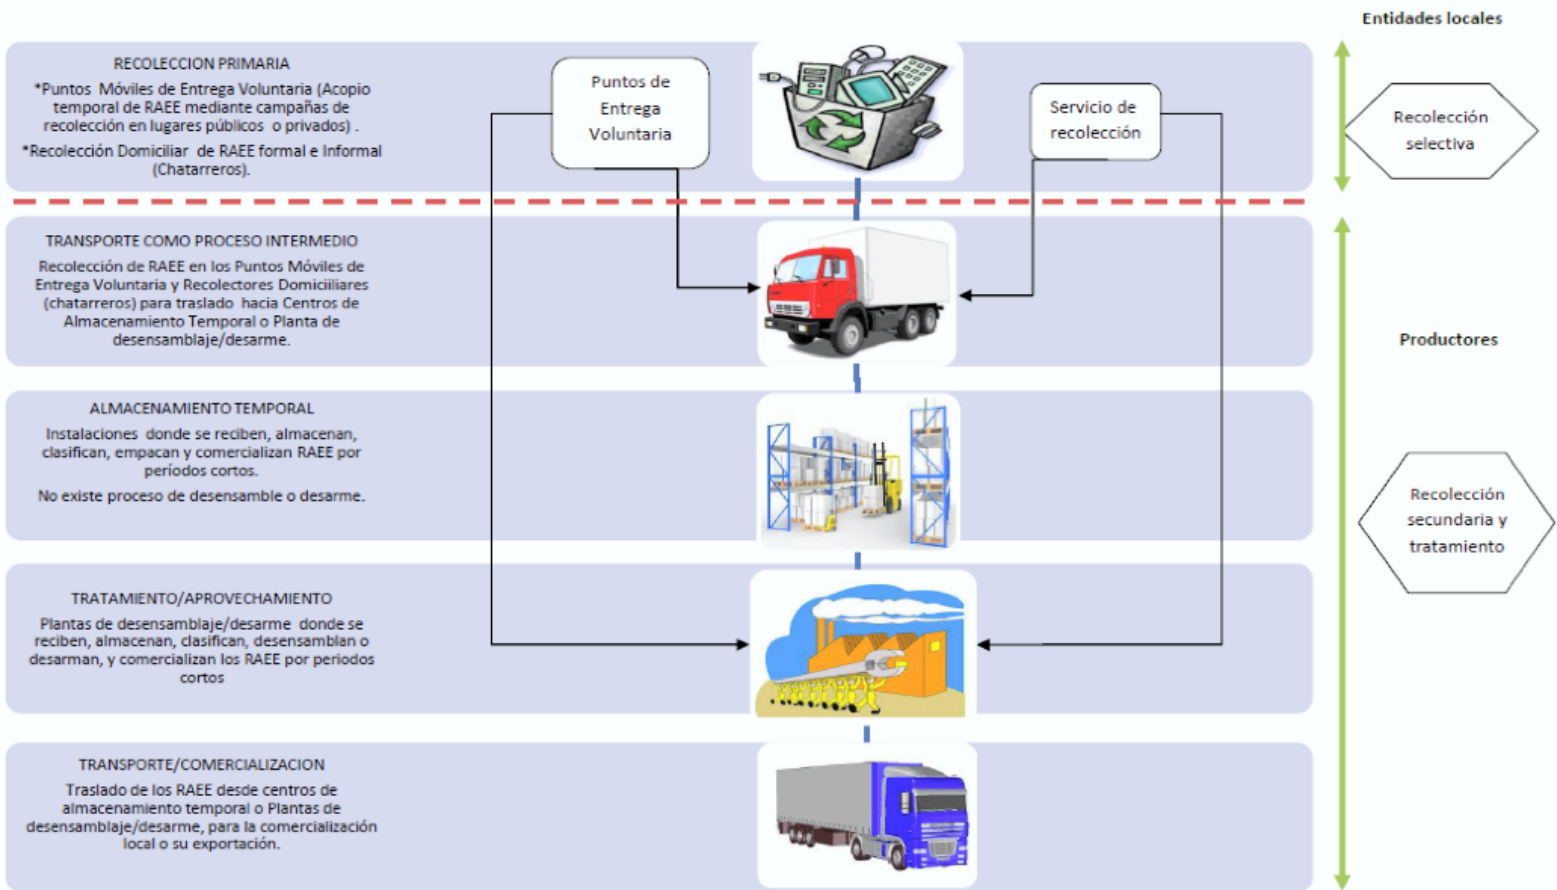 Entidades locales
RECOLECCION PRIMARIA
*Puntos Móviles de Entrega Voluntaria (Acopio
temporal de RAEE mediante campañas de
recolección en lugares públicos o privados) .
*Recolección Domiciliar de RAEE formal e Informal
(Chatarreros).
Puntos de
Entrega
Voluntaria
Servicio de
recolección
Recolección
selectiva
TRANSPORTE COMO PROCESO INTERMEDIO
Recolección de RAEE en los Puntos Móviles de
Entrega Voluntaria y Recolectores Domiciiliares
(chatarreros) para traslado hacia Centros de
Almacenamiento Temporal o Planta de
desensamblaje/desarme.
Productores
ALMACENAMIENTO TEMPORAL
Instalaciones donde se reciben, almacenan,
clasifican, empacan y comercializan RAEE por
períodos cortos.
No existe proceso de desensamble o desarme.
Recolección
secundaria y
tratamiento
TRATAMIENTO/APROVECHAMIENTO
Plantas de desensamblaje/desarme donde se
reciben, almacenan, clasifican, desensamblan o
desarman, y comercializan los RAEE por periodos
cortos
TRANSPORTE/COMERCIALIZACION
Traslado de los RAEE desde centros de
almacenamiento temporal o Plantas de
desensamblaje/desarme, para la comercialización
local o su exportación.